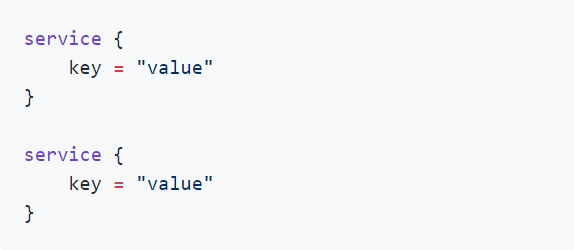 service {
    key = "value"
}

service {
    key = "value"
}